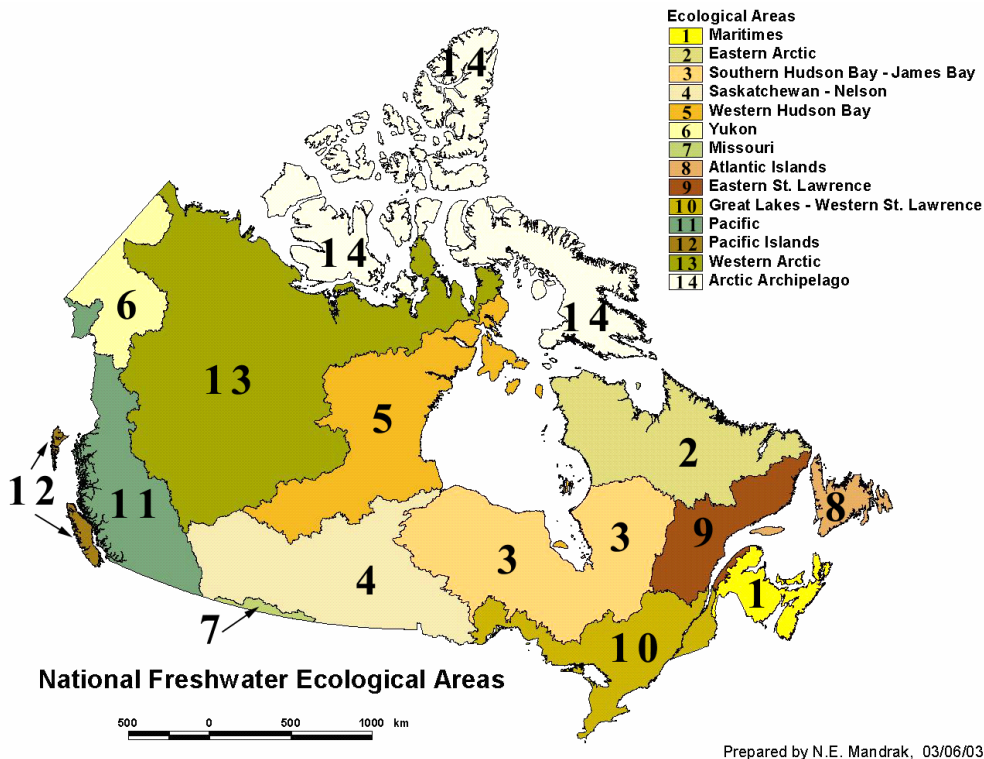 Ecological Areas
1 Maritimes
2 Eastern Arctic
3 Southern Hudson Bay - James Bay
4 Saskatchewan - Nelson
5 Western Hudson Bay
6 Yukon
7 Missouri
8 Atlantic Islands
9 Eastern St. Lawrence
10 Great Lakes - Western St. Lawrence
11 Pacific
12 Pacific Islands
13 Western Arctic
14 Arctic Archipelago
14
14
14
6
13
5
2
12
11
8
9
3
3
4
1
7
10
National Freshwater Ecological Areas
500 0 500 1000 km
Prepared by N.E. Mandrak, 03/06/03